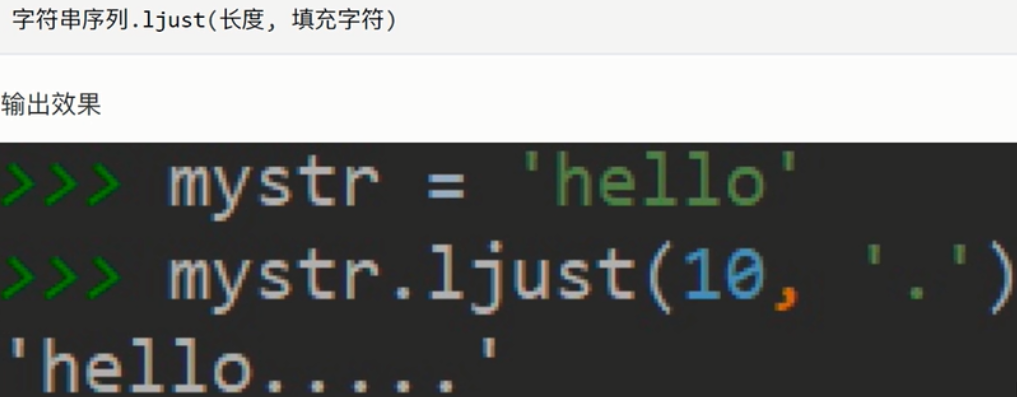 字符串序列.ljust(长度, 填充字符)
输出效果
>>> mystr = 'hello'
>>> mystr.ljust(10, '.')
'hello.....'